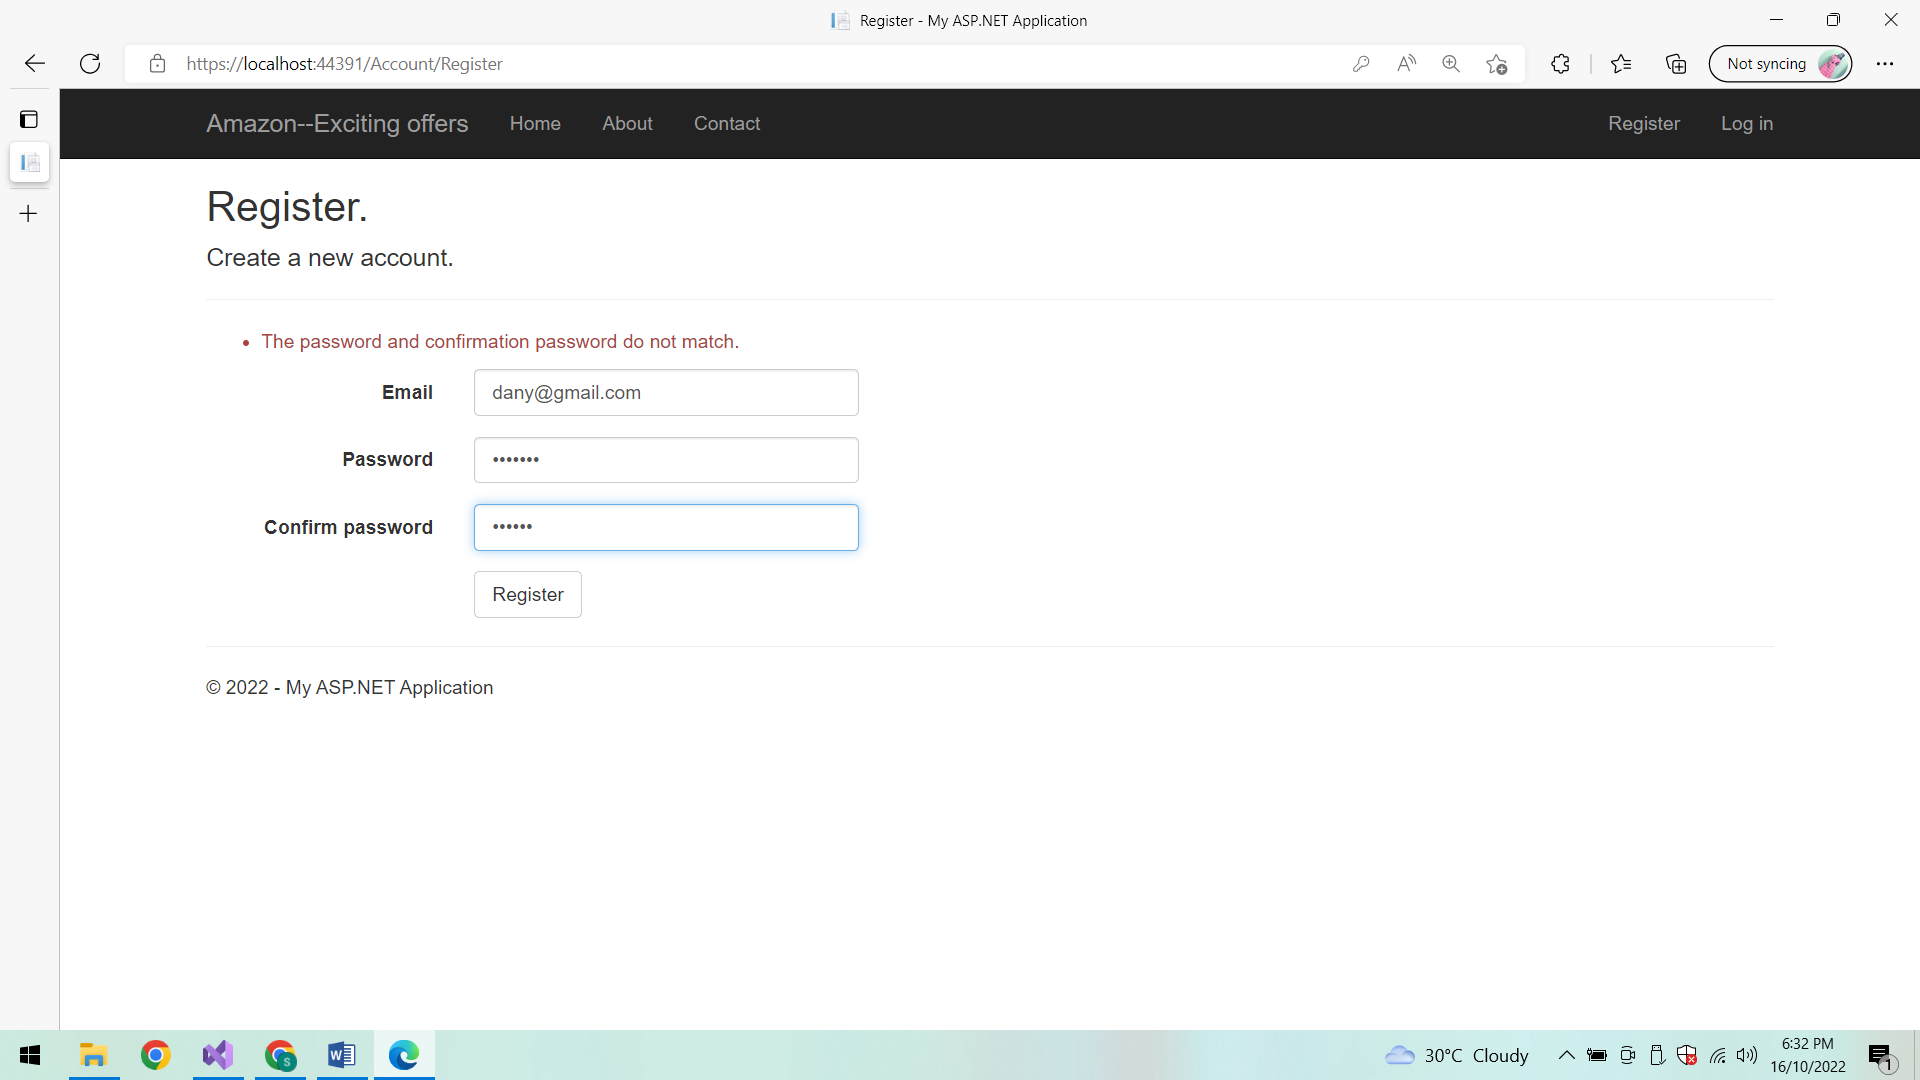 Register - My ASP.NET Application
https://localhost:44391/Account/Register
Not syncing
Amazon--Exciting offers Home About Contact Register Log in
Register.
Create a new account.
• The password and confirmation password do not match.
Email dany@gmail.com
Password •••••••
Confirm password ••••••
Register
© 2022 - My ASP.NET Application
30°C Cloudy
6:32 PM
16/10/2022
1